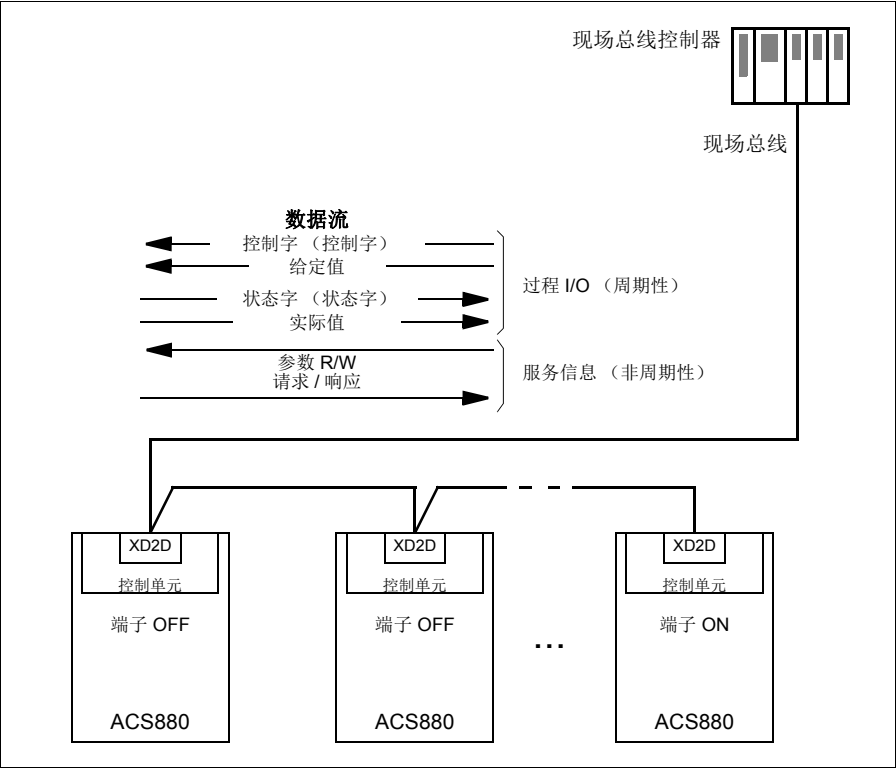 现场总线控制器
现场总线
数据流
控制字 （控制字）
给定值
状态字 （状态字）
实际值
过程 I/O （周期性）
参数 R/W
请求 / 响应
服务信息 （非周期性）
XD2D
控制单元
端子 OFF
ACS880
XD2D
控制单元
端子 OFF
ACS880
...
XD2D
控制单元
端子 ON
ACS880